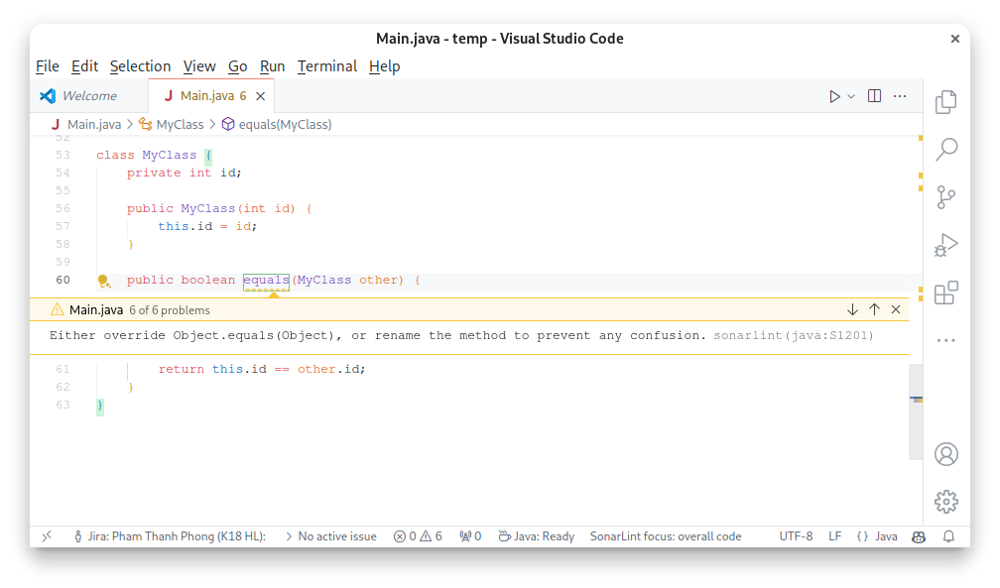 Main.java - temp - Visual Studio Code
File Edit Selection View Go Run Terminal Help
Welcome J Main.java 6
J Main.java > MyClass > equals(MyClass)
52
53 class MyClass {
54 private int id;
55
56 public MyClass(int id) {
57 this.id = id;
58 }
59
60 public boolean equals(MyClass other) {
Main.java 6 of 6 problems
Either override Object.equals(Object), or rename the method to prevent any confusion. sonarlint(java:S1201)
61 return this.id == other.id;
62 }
63 }
Jira: Pham Thanh Phong (K18 HL): > No active issue 0 6 0 Java: Ready SonarLint focus: overall code UTF-8 LF {} Java